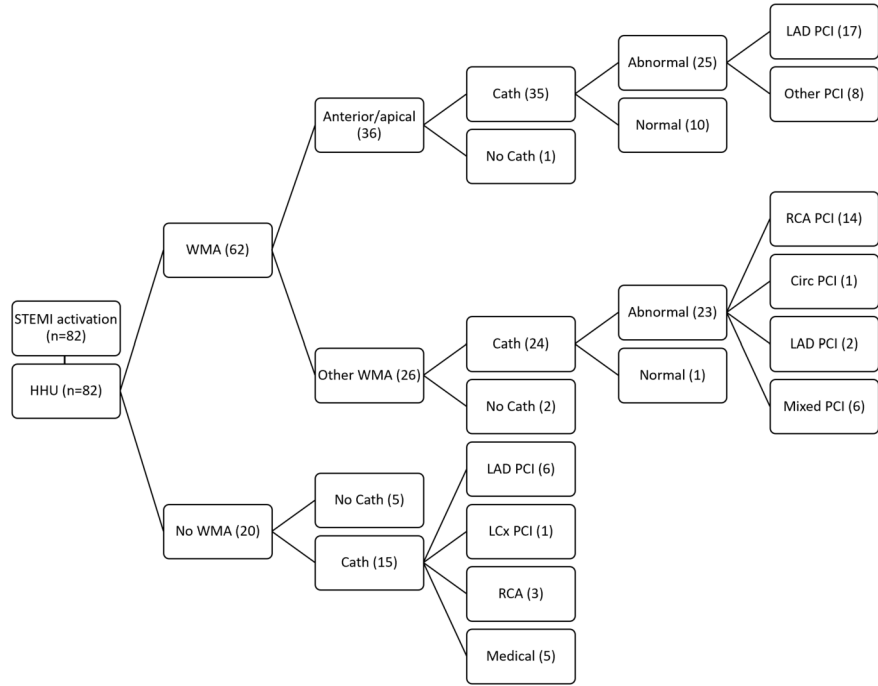 STEMI activation
(n=82)
HHU (n=82)
WMA (62)
No WMA (20)
Anterior/apical
(36)
Other WMA (26)
No Cath (5)
Cath (15)
Cath (35)
No Cath (1)
Cath (24)
No Cath (2)
LAD PCI (6)
LCx PCI (1)
RCA (3)
Medical (5)
Abnormal (25)
Normal (10)
Abnormal (23)
Normal (1)
LAD PCI (17)
Other PCI (8)
RCA PCI (14)
Circ PCI (1)
LAD PCI (2)
Mixed PCI (6)